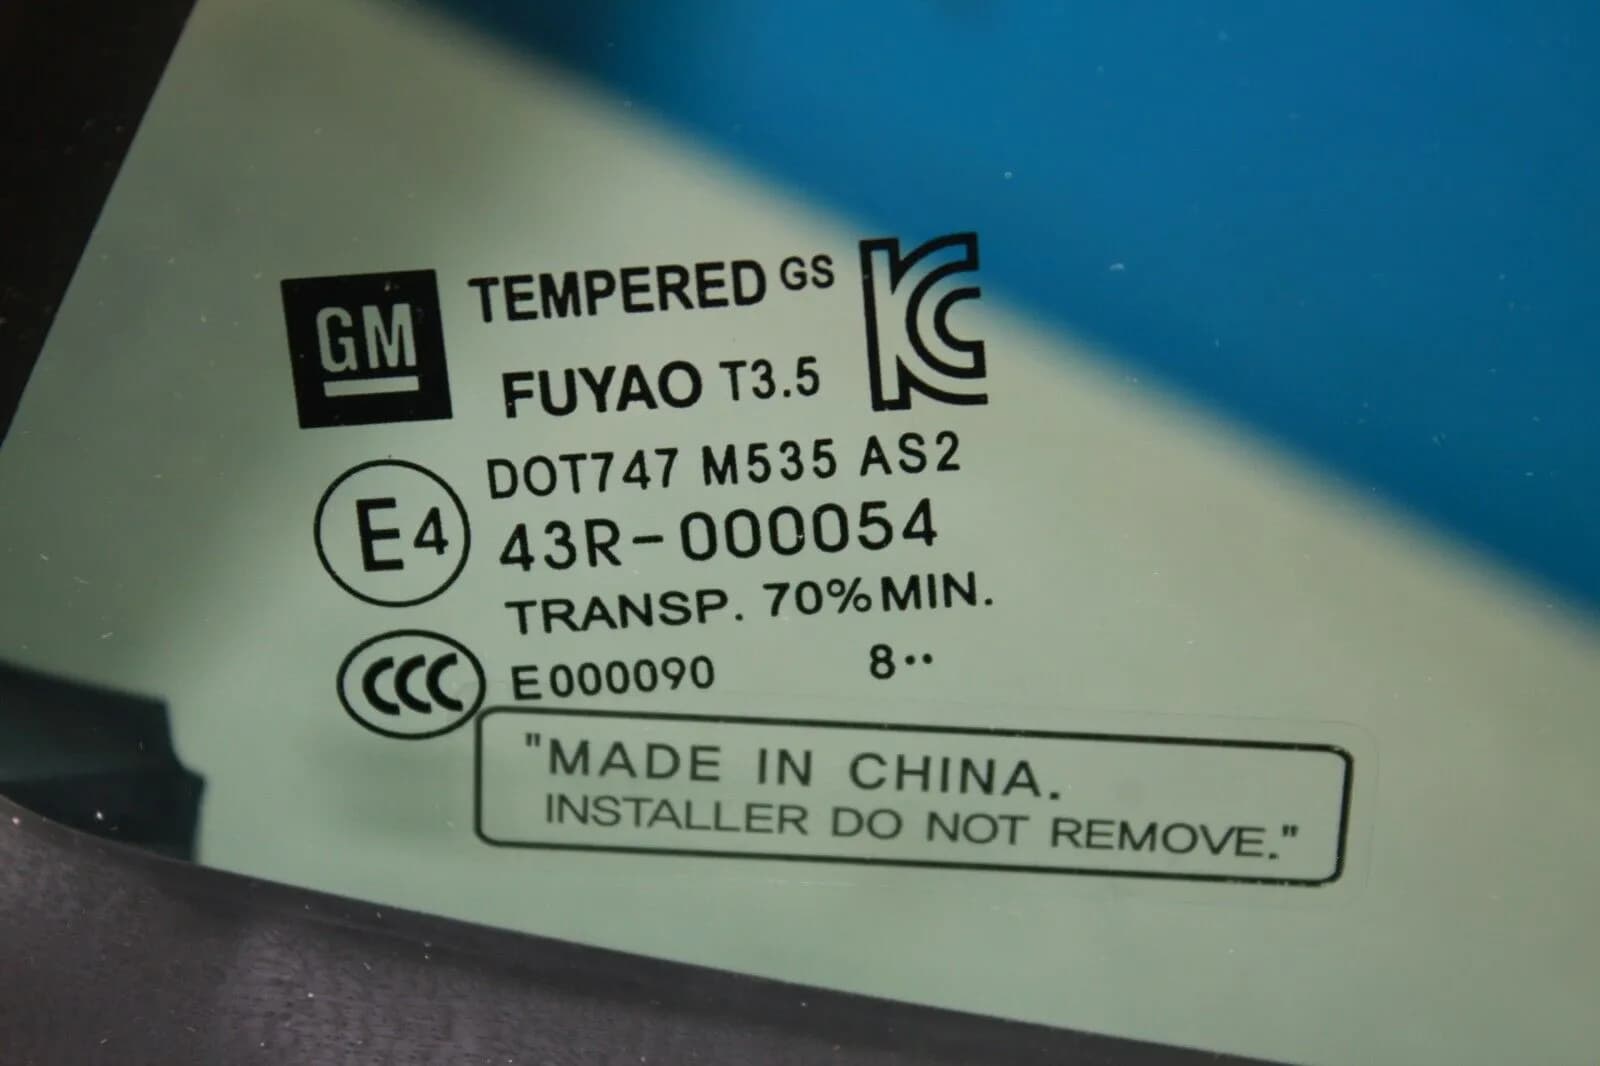 GM TEMPERED GS KC
FUYAO T3.5
DOT747 M535 AS2
E4 43R-000054
TRANSP. 70%MIN.
CCC E000090 8··
"MADE IN CHINA.
INSTALLER DO NOT REMOVE."